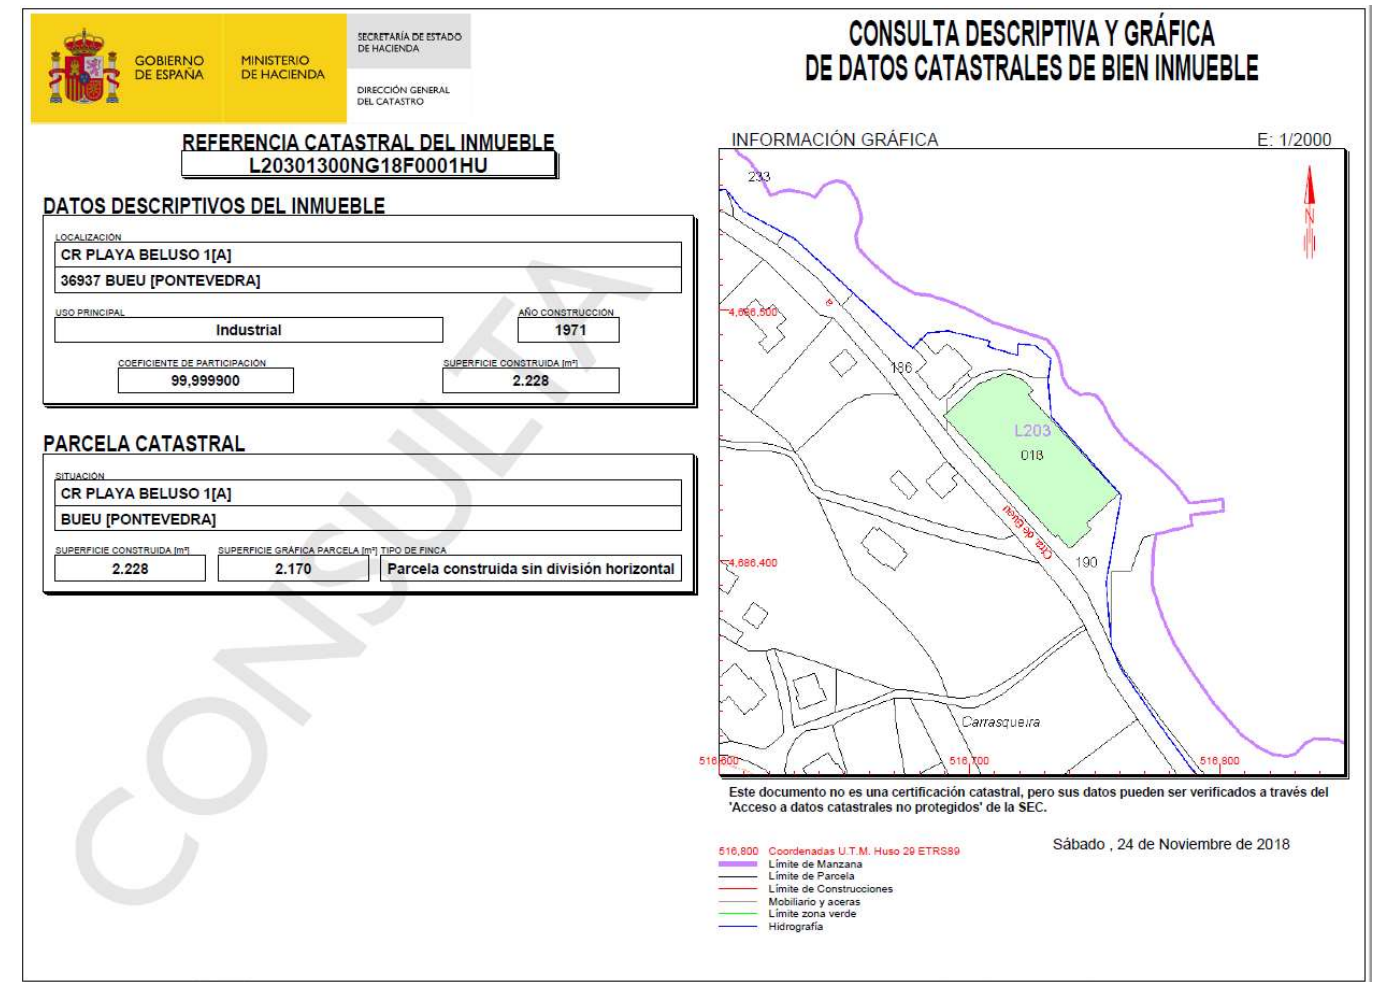 GOBIERNO
DE ESPAÑA
MINISTERIO
DE HACIENDA
SECRETARÍA DE ESTADO
DE HACIENDA
DIRECCIÓN GENERAL
DEL CATASTRO
CONSULTA DESCRIPTIVA Y GRÁFICA
DE DATOS CATASTRALES DE BIEN INMUEBLE
REFERENCIA CATASTRAL DEL INMUEBLE
L20301300NG18F0001HU
DATOS DESCRIPTIVOS DEL INMUEBLE
LOCALIZACIÓN
CR PLAYA BELUSO 1[A]
36937 BUEU [PONTEVEDRA]
USO PRINCIPAL
Industrial
AÑO CONSTRUCCIÓN
1971
COEFICIENTE DE PARTICIPACIÓN
99,999900
SUPERFICIE CONSTRUIDA [m²]
2.228
PARCELA CATASTRAL
SITUACIÓN
CR PLAYA BELUSO 1[A]
BUEU [PONTEVEDRA]
SUPERFICIE CONSTRUIDA [m²]
2.228
SUPERFICIE GRÁFICA PARCELA [m²]
2.170
TIPO DE FINCA
Parcela construida sin división horizontal
CONSULTA
INFORMACIÓN GRÁFICA
E: 1/2000
233
N
4,686,500
186
L203
018
Ctra. de Bueu
4,686,400
190
Carrasqueira
516,600
516,700
516,800
Este documento no es una certificación catastral, pero sus datos pueden ser verificados a través del
'Acceso a datos catastrales no protegidos' de la SEC.
Sábado , 24 de Noviembre de 2018
516,800 Coordenadas U.T.M. Huso 29 ETRS89
Límite de Manzana
Límite de Parcela
Límite de Construcciones
Mobiliario y aceras
Límite zona verde
Hidrografía